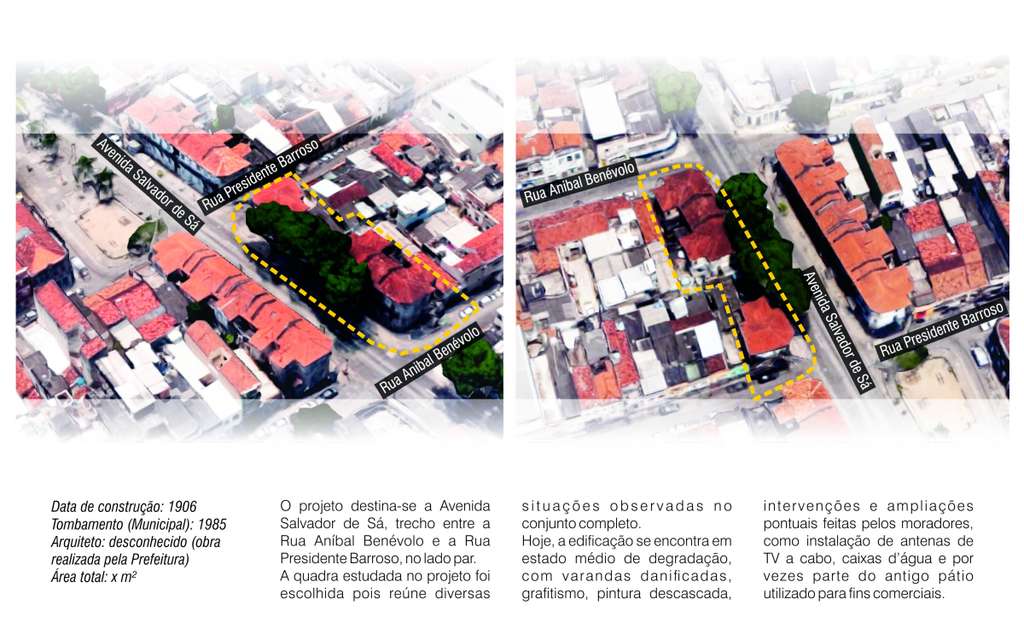 Avenida Salvador de Sá
Rua Presidente Barroso
Rua Aníbal Benévolo
Rua Aníbal Benévolo
Avenida Salvador de Sá
Rua Presidente Barroso
Data de construção: 1906
Tombamento (Municipal): 1985
Arquiteto: desconhecido (obra
realizada pela Prefeitura)
Área total: x m²
O projeto destina-se a Avenida
Salvador de Sá, trecho entre a
Rua Aníbal Benévolo e a Rua
Presidente Barroso, no lado par.
A quadra estudada no projeto foi
escolhida pois reúne diversas
situações observadas no
conjunto completo.
Hoje, a edificação se encontra em
estado médio de degradação,
com varandas danificadas,
grafitismo, pintura descascada,
intervenções e ampliações
pontuais feitas pelos moradores,
como instalação de antenas de
TV a cabo, caixas d'água e por
vezes parte do antigo pátio
utilizado para fins comerciais.